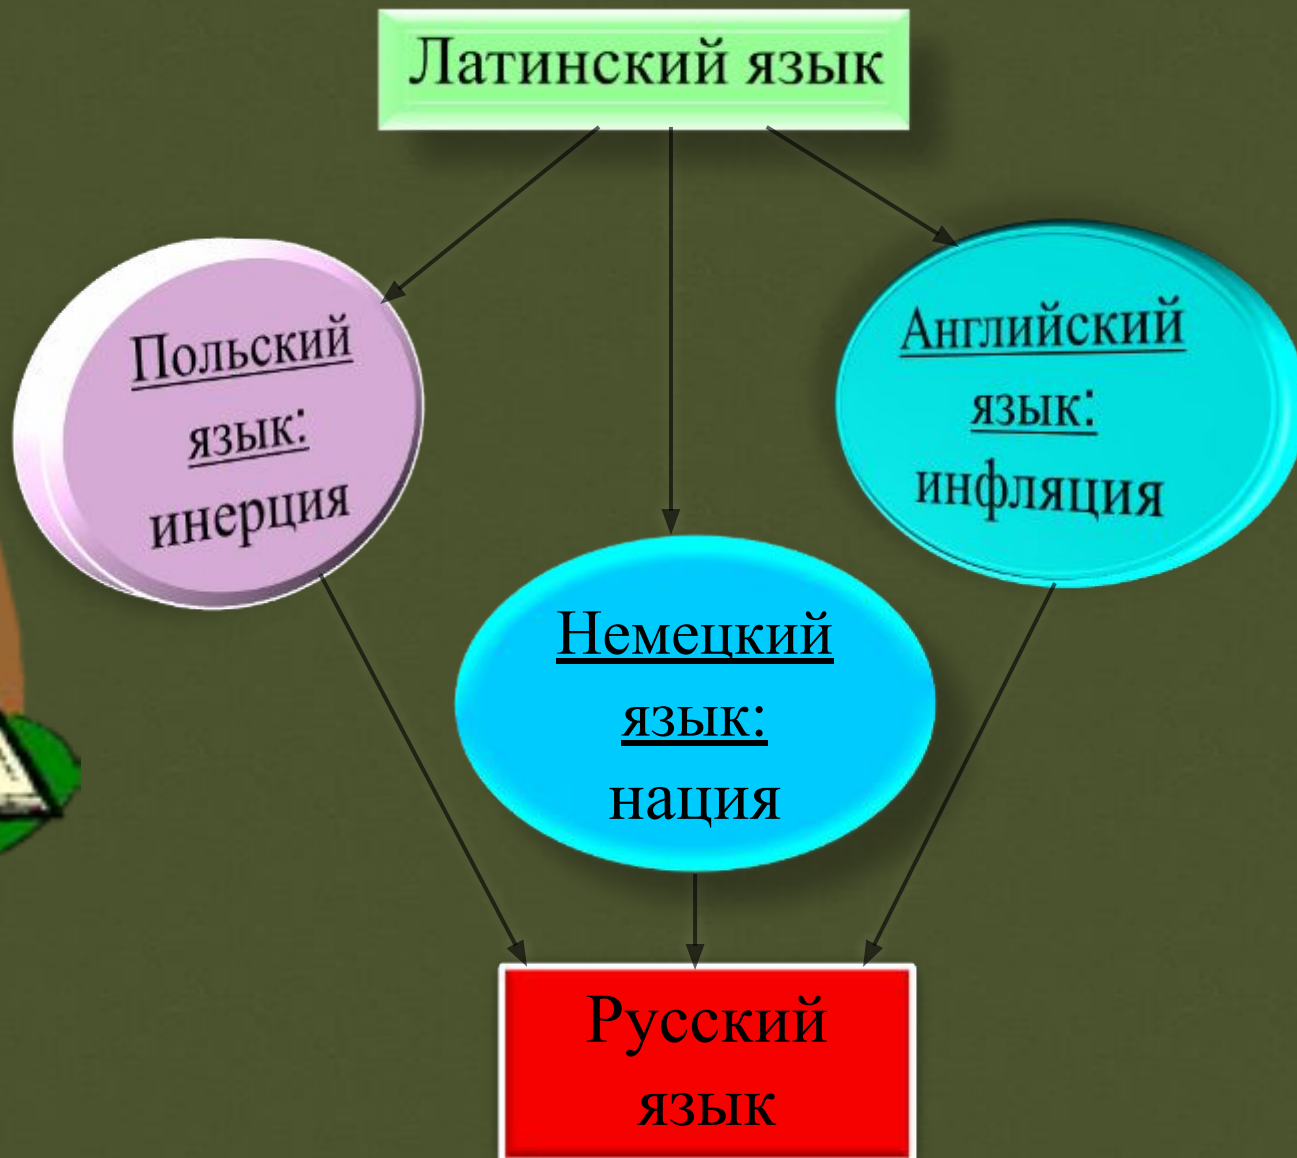 Латинский язык
Польский
язык:
инерция
Английский
язык:
инфляция
Немецкий
язык:
нация
Русский
язык